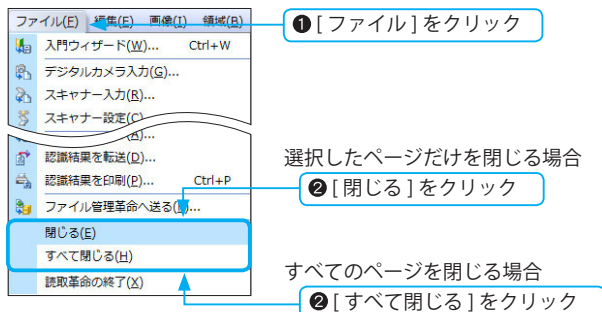 ファイル(F) 編集(E) 画像(I) 領域(B)
❶ [ ファイル ] をクリック
入門ウィザード(W)... Ctrl+W
デジタルカメラ入力(G)...
スキャナー入力(R)...
スキャナー設定(C)
(A)...
認識結果を転送(D)...
認識結果を印刷(P)... Ctrl+P
ファイル管理革命へ送る(
閉じる(E)
すべて閉じる(H)
読取革命の終了(X)
選択したページだけを閉じる場合
❷ [ 閉じる ] をクリック
すべてのページを閉じる場合
❷ [ すべて閉じる ] をクリック